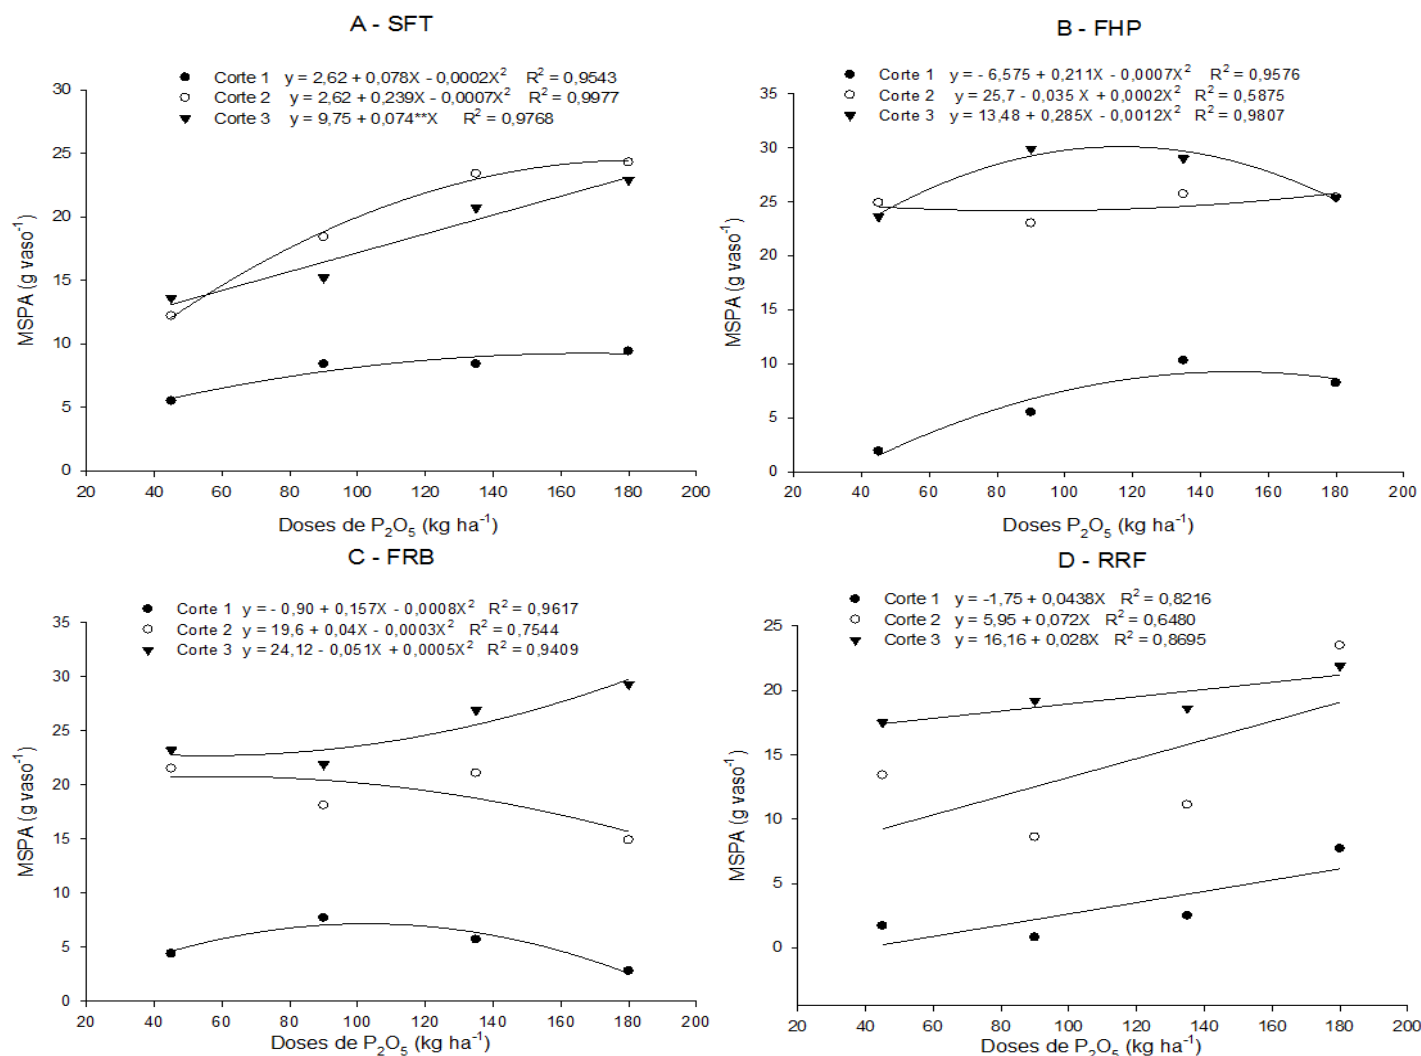 A - SFT
Corte 1 y = 2,62 + 0,078X - 0,0002X² R² = 0,9543
Corte 2 y = 2,62 + 0,239X - 0,0007X² R² = 0,9977
Corte 3 y = 9,75 + 0,074**X R² = 0,9768
30
25
20
15
10
5
0
MSPA (g vaso⁻¹)
20 40 60 80 100 120 140 160 180 200
Doses de P₂O₅ (kg ha⁻¹)
B - FHP
Corte 1 y = - 6,575 + 0,211X - 0,0007X² R² = 0,9576
Corte 2 y = 25,7 - 0,035 X + 0,0002X² R² = 0,5875
Corte 3 y = 13,48 + 0,285X - 0,0012X² R² = 0,9807
35
30
25
20
15
10
5
0
MSPA (g vaso⁻¹)
20 40 60 80 100 120 140 160 180 200
Doses P₂O₅ (kg ha⁻¹)
C - FRB
Corte 1 y = - 0,90 + 0,157X - 0,0008X² R² = 0,9617
Corte 2 y = 19,6 + 0,04X - 0,0003X² R² = 0,7544
Corte 3 y = 24,12 - 0,051X + 0,0005X² R² = 0,9409
35
30
25
20
15
10
5
0
MSPA (g vaso⁻¹)
20 40 60 80 100 120 140 160 180 200
Doses de P₂O₅ (kg ha⁻¹)
D - RRF
Corte 1 y = -1,75 + 0,0438X R² = 0,8216
Corte 2 y = 5,95 + 0,072X R² = 0,6480
Corte 3 y = 16,16 + 0,028X R² = 0,8695
25
20
15
10
5
0
MSPA (g vaso⁻¹)
20 40 60 80 100 120 140 160 180 200
Doses de P₂O₅ (kg ha⁻¹)